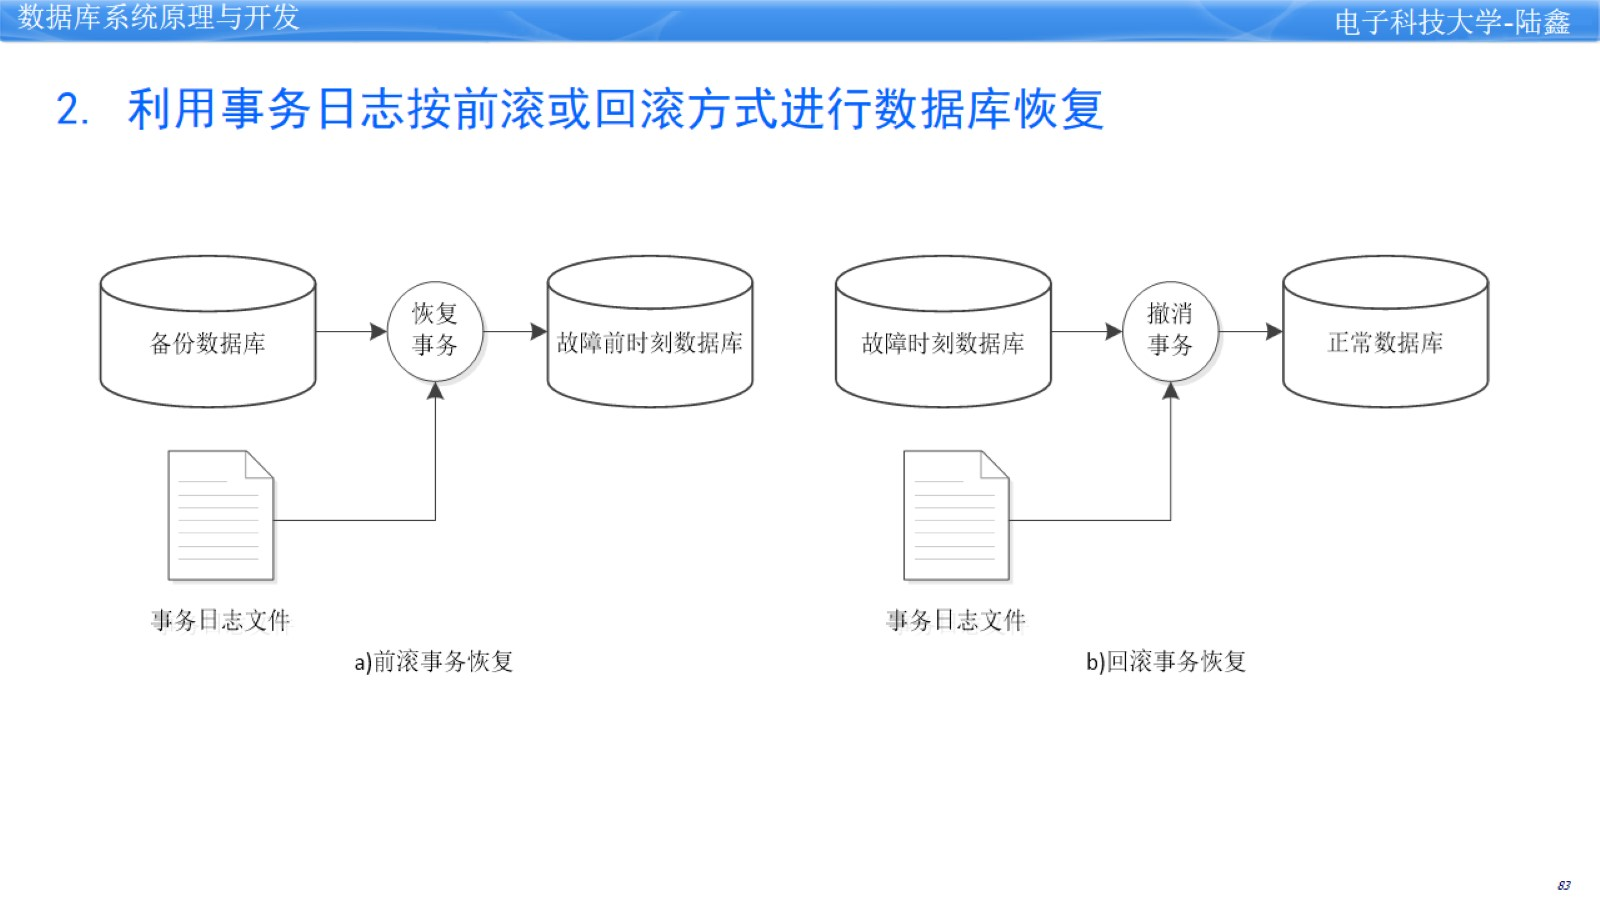 数据库系统原理与开发
电子科技大学-陆鑫
2. 利用事务日志按前滚或回滚方式进行数据库恢复
备份数据库
恢复
事务
故障前时刻数据库
事务日志文件
a)前滚事务恢复
故障时刻数据库
撤消
事务
正常数据库
事务日志文件
b)回滚事务恢复
83